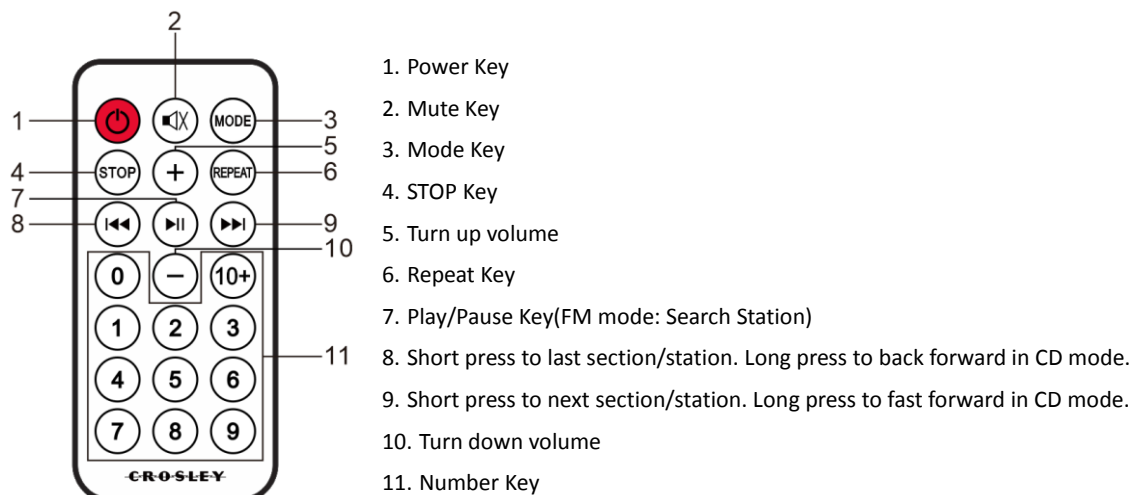 2
1
MODE
3
5
4
STOP
+
REPEAT
6
7
8
9
10
0
−
10+
1
2
3
11
4
5
6
7
8
9
CROSLEY
1. Power Key
2. Mute Key
3. Mode Key
4. STOP Key
5. Turn up volume
6. Repeat Key
7. Play/Pause Key(FM mode: Search Station)
8. Short press to last section/station. Long press to back forward in CD mode.
9. Short press to next section/station. Long press to fast forward in CD mode.
10. Turn down volume
11. Number Key